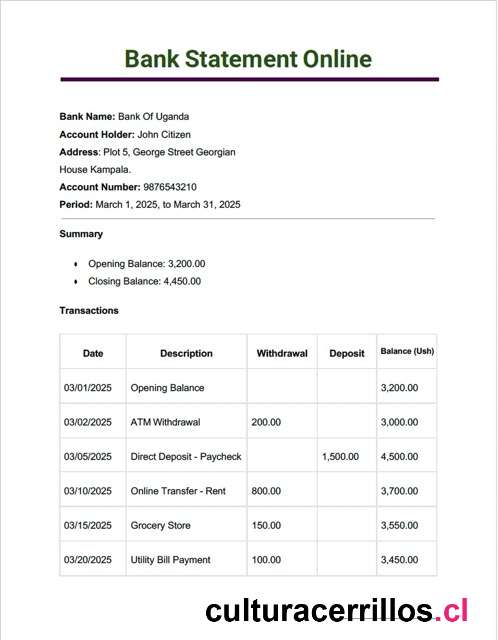 Bank Statement Online
Bank Name: Bank Of Uganda
Account Holder: John Citizen
Address: Plot 5, George Street Georgian
House Kampala.
Account Number: 9876543210
Period: March 1, 2025, to March 31, 2025
Summary
Opening Balance: 3,200.00
Closing Balance: 4,450.00
Transactions
Date Description Withdrawal Deposit Balance (Ush)
03/01/2025 Opening Balance 3,200.00
03/02/2025 ATM Withdrawal 200.00 3,000.00
03/05/2025 Direct Deposit - Paycheck 1,500.00 4,500.00
03/10/2025 Online Transfer - Rent 800.00 3,700.00
03/15/2025 Grocery Store 150.00 3,550.00
03/20/2025 Utility Bill Payment 100.00 3,450.00
culturacerrillos.cl